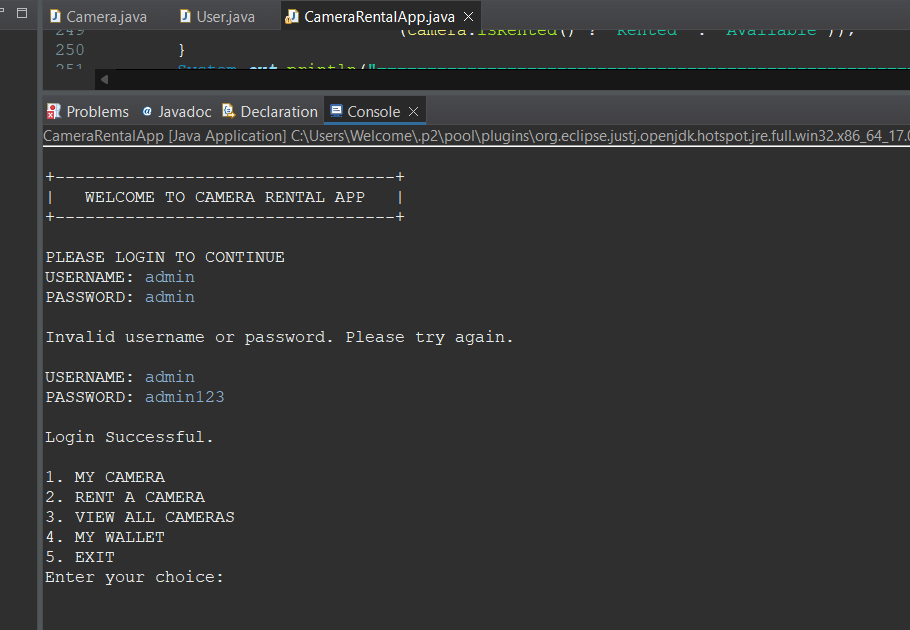 Camera.java User.java CameraRentalApp.java
249 (camera.isRented() ? "Rented" : "Available"));
250 }
251 System.out.println("
Problems Javadoc Declaration Console
CameraRentalApp [Java Application] C:\Users\Welcome\.p2\pool\plugins\org.eclipse.justj.openjdk.hotspot.jre.full.win32.x86_64_17.0
+----------------------------------+
|   WELCOME TO CAMERA RENTAL APP   |
+----------------------------------+
PLEASE LOGIN TO CONTINUE
USERNAME: admin
PASSWORD: admin
Invalid username or password. Please try again.
USERNAME: admin
PASSWORD: admin123
Login Successful.
1. MY CAMERA
2. RENT A CAMERA
3. VIEW ALL CAMERAS
4. MY WALLET
5. EXIT
Enter your choice: